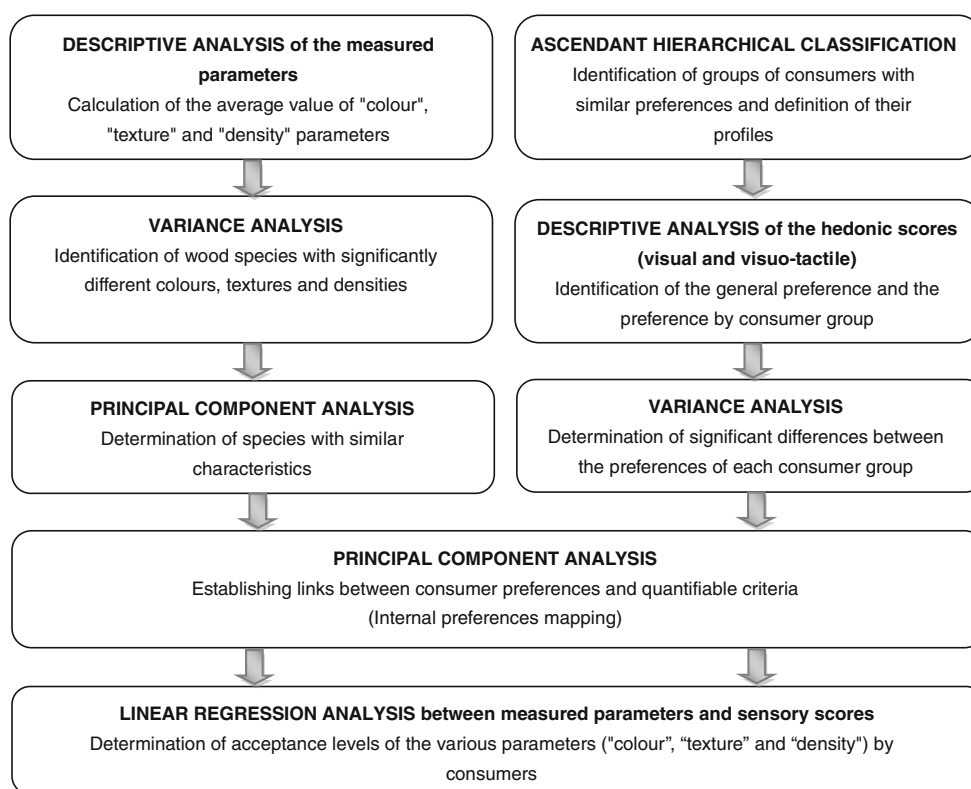 DESCRIPTIVE ANALYSIS of the measured
parameters
Calculation of the average value of "colour",
"texture" and "density" parameters
VARIANCE ANALYSIS
Identification of wood species with significantly
different colours, textures and densities
PRINCIPAL COMPONENT ANALYSIS
Determination of species with similar
characteristics
ASCENDANT HIERARCHICAL CLASSIFICATION
Identification of groups of consumers with
similar preferences and definition of their
profiles
DESCRIPTIVE ANALYSIS of the hedonic scores
(visual and visuo-tactile)
Identification of the general preference and the
preference by consumer group
VARIANCE ANALYSIS
Determination of significant differences between
the preferences of each consumer group
PRINCIPAL COMPONENT ANALYSIS
Establishing links between consumer preferences and quantifiable criteria
(Internal preferences mapping)
LINEAR REGRESSION ANALYSIS between measured parameters and sensory scores
Determination of acceptance levels of the various parameters ("colour”, “texture” and “density") by
consumers